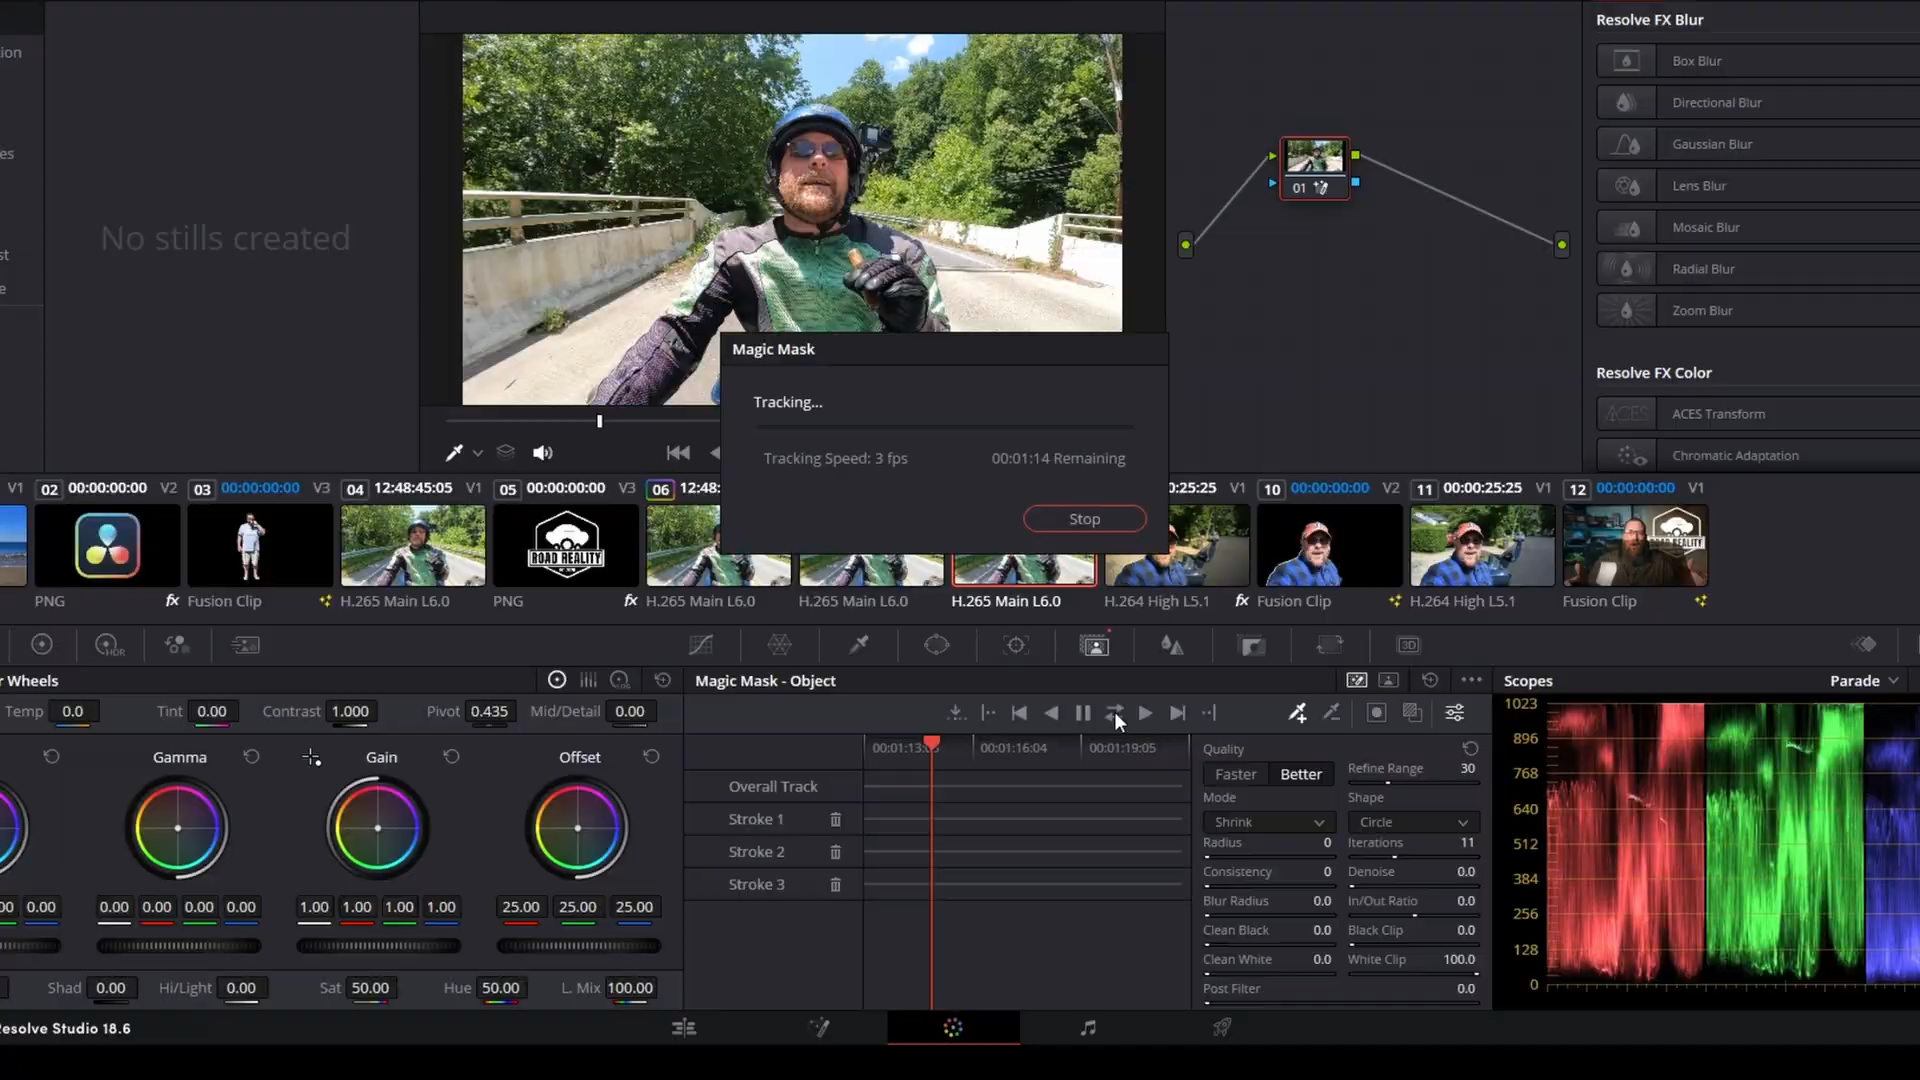 Resolve FX Blur
Box Blur
Directional Blur
Gaussian Blur
Lens Blur
Mosaic Blur
Radial Blur
Zoom Blur
Resolve FX Color
ACES
ACES Transform
Chromatic Adaptation
ion
es
st
e
No stills created
01
Magic Mask
Tracking...
Tracking Speed: 3 fps
00:01:14 Remaining
Stop
V1
02 00:00:00:00 V2
03 00:00:00:00 V3
04 12:48:45:05 V1
05 00:00:00:00 V3
06 12:48:
0:25:25 V1
10 00:00:00:00 V2
11 00:00:25:25 V1
12 00:00:00:00 V1
ROAD REALITY
ROAD REALITY
PNG
fx Fusion Clip
H.265 Main L6.0
PNG
fx H.265 Main L6.0
H.265 Main L6.0
H.265 Main L6.0
H.264 High L5.1
fx Fusion Clip
H.264 High L5.1
Fusion Clip
HDR
3D
r Wheels
LOG
Magic Mask - Object
Scopes
Parade
Temp 0.0
Tint 0.00
Contrast 1.000
Pivot 0.435
Mid/Detail 0.00
Gamma
Gain
Offset
00 0.00
0.00 0.00 0.00 0.00
1.00 1.00 1.00 1.00
25.00 25.00 25.00
Shad 0.00
Hi/Light 0.00
Sat 50.00
Hue 50.00
L. Mix 100.00
00:01:13:
00:01:16:04
00:01:19:05
Overall Track
Stroke 1
Stroke 2
Stroke 3
Quality
Faster Better
Refine Range 30
Mode
Shape
Shrink
Circle
Radius 0
Iterations 11
Consistency 0
Denoise 0.0
Blur Radius 0.0
In/Out Ratio 0.0
Clean Black 0.0
Black Clip 0.0
Clean White 0.0
White Clip 100.0
Post Filter 0.0
1023
896
768
640
512
384
256
128
0
Resolve Studio 18.6